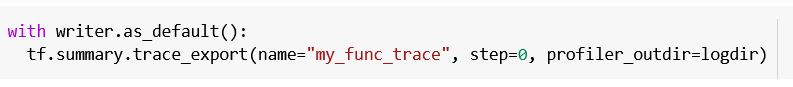 with writer.as_default():
  tf.summary.trace_export(name="my_func_trace", step=0, profiler_outdir=logdir)